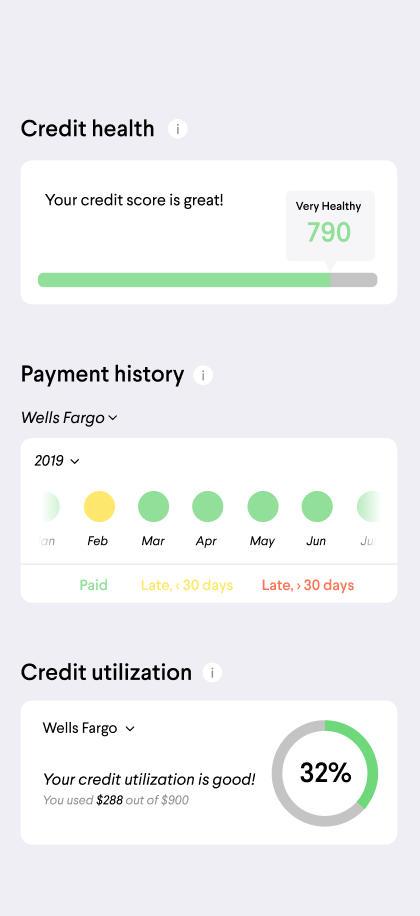 Credit health i
Your credit score is great!
Very Healthy
790
Payment history i
Wells Fargo
2019
Feb Mar Apr May Jun
Paid Late, < 30 days Late, > 30 days
Credit utilization i
Wells Fargo
32%
Your credit utilization is good!
You used $288 out of $900